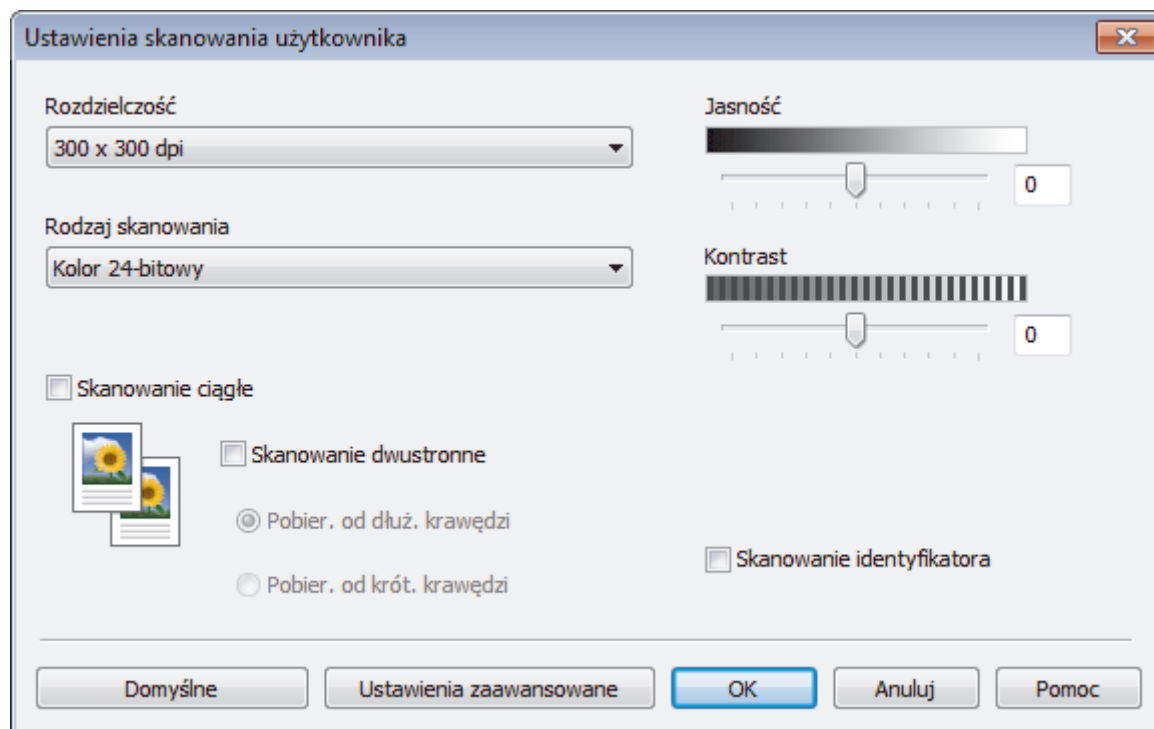 Ustawienia skanowania użytkownika
Rozdzielczość
300 x 300 dpi
Rodzaj skanowania
Kolor 24-bitowy
Jasność
0
Kontrast
0
Skanowanie ciągłe
Skanowanie dwustronne
Pobier. od dłuż. krawędzi
Pobier. od krót. krawędzi
Skanowanie identyfikatora
Domyślne
Ustawienia zaawansowane
OK
Anuluj
Pomoc